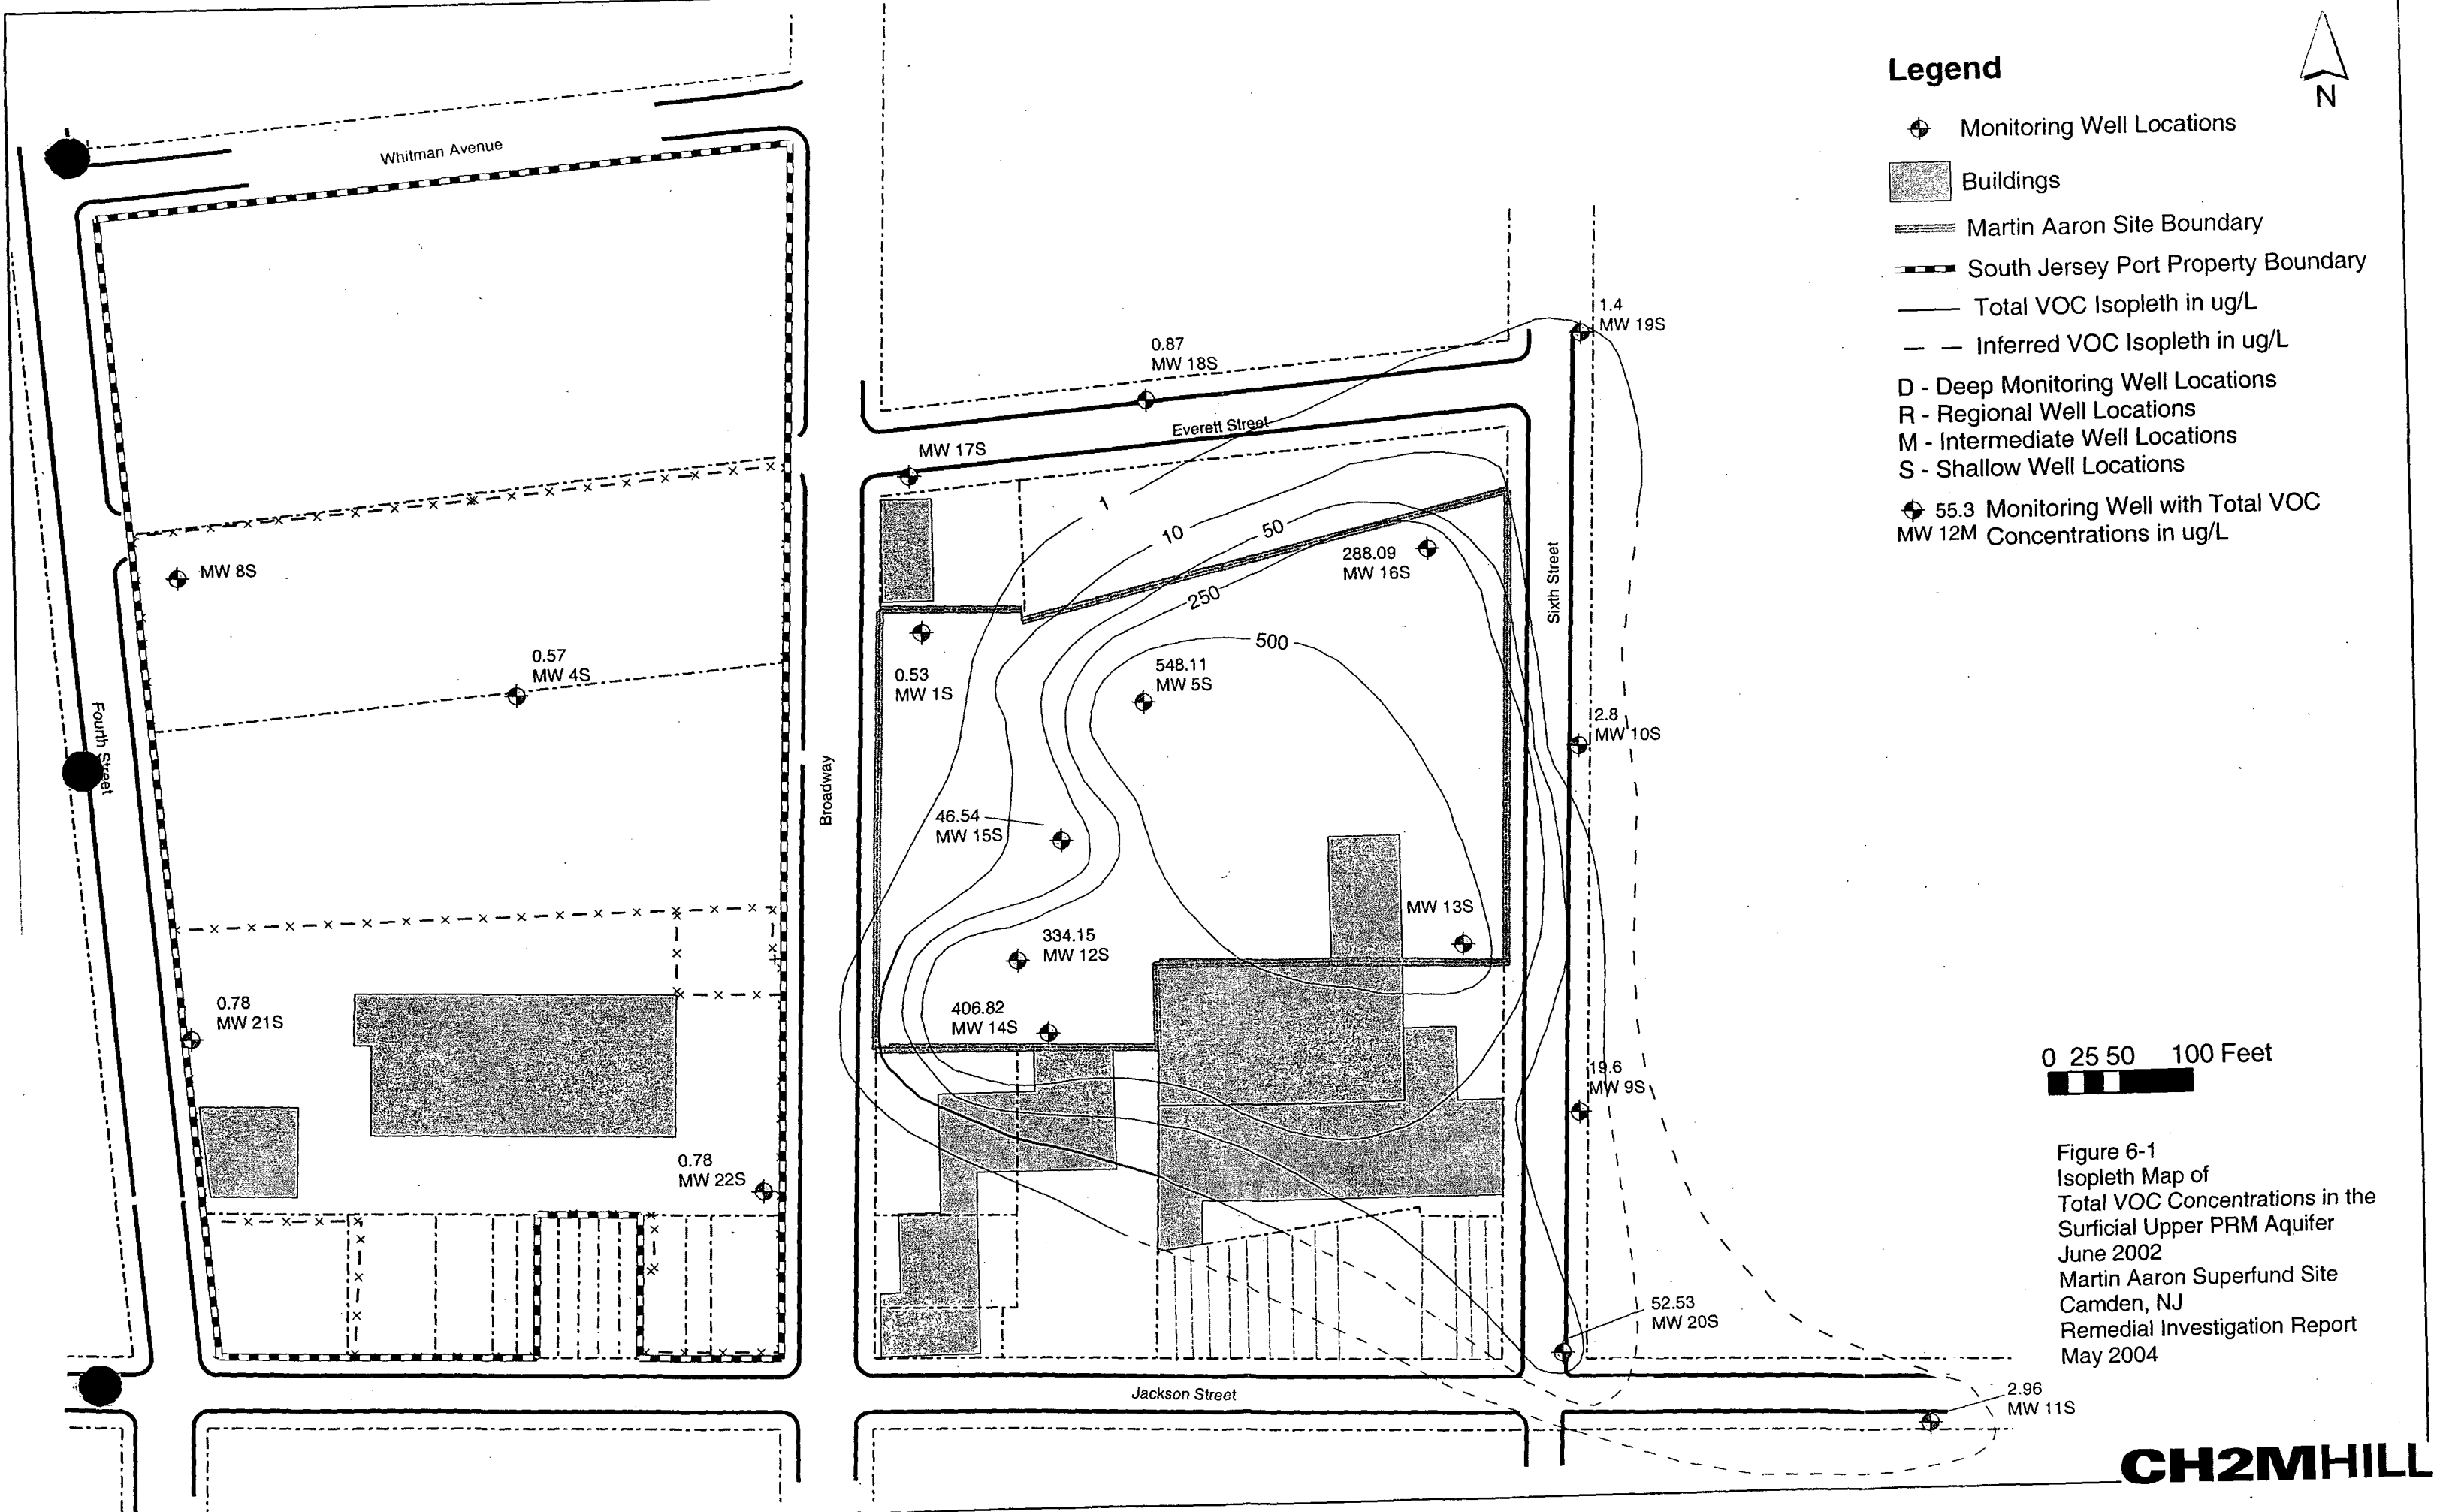 Legend
N
Monitoring Well Locations
Buildings
Martin Aaron Site Boundary
South Jersey Port Property Boundary
Total VOC Isopleth in ug/L
Inferred VOC Isopleth in ug/L
D - Deep Monitoring Well Locations
R - Regional Well Locations
M - Intermediate Well Locations
S - Shallow Well Locations
55.3 Monitoring Well with Total VOC
MW 12M Concentrations in ug/L
Whitman Avenue
1.4
MW 19S
0.87
MW 18S
Everett Street
MW 17S
1
10
50
288.09
MW 16S
250
500
MW 8S
Sixth Street
0.57
MW 4S
0.53
MW 1S
548.11
MW 5S
2.8
MW 10S
Fourth Street
Broadway
46.54
MW 15S
MW 13S
334.15
MW 12S
0.78
MW 21S
406.82
MW 14S
19.6
MW 9S
0.78
MW 22S
52.53
MW 20S
Jackson Street
2.96
MW 11S
0 25 50 100 Feet
Figure 6-1
Isopleth Map of
Total VOC Concentrations in the
Surficial Upper PRM Aquifer
June 2002
Martin Aaron Superfund Site
Camden, NJ
Remedial Investigation Report
May 2004
CH2MHILL